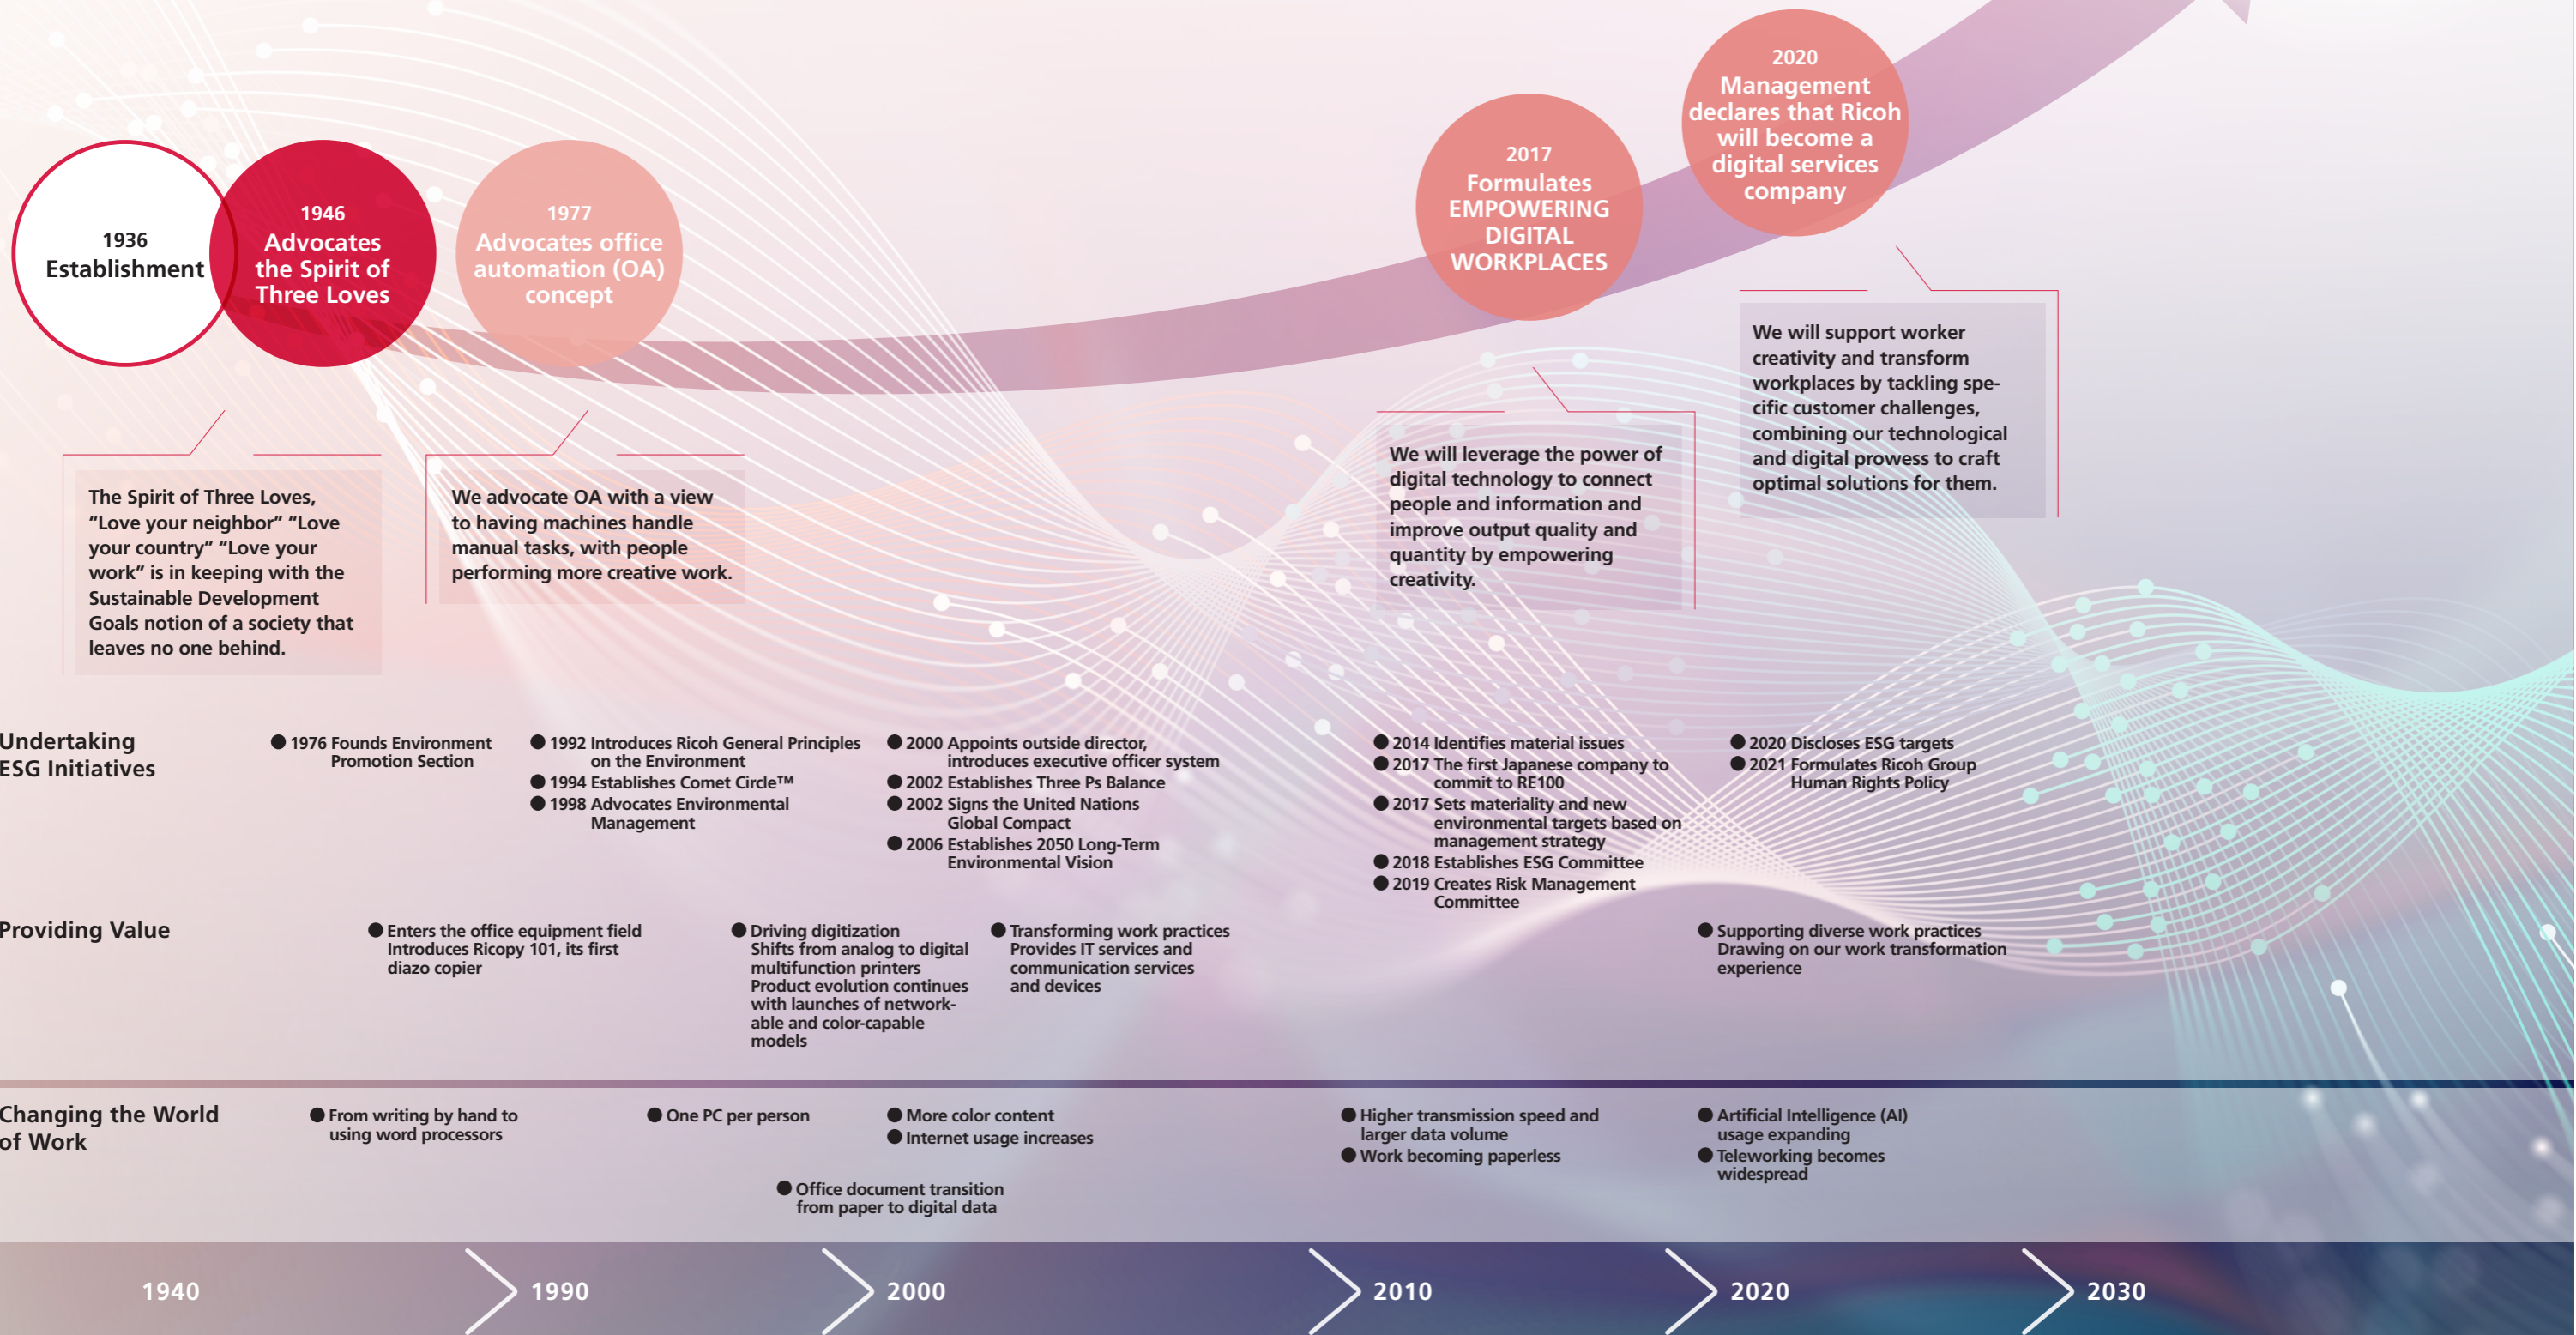 1936
Establishment
1946
Advocates
the Spirit of
Three Loves
1977
Advocates office
automation (OA)
concept
2017
Formulates
EMPOWERING
DIGITAL
WORKPLACES
2020
Management
declares that Ricoh
will become a
digital services
company
The Spirit of Three Loves,
“Love your neighbor” “Love
your country” “Love your
work” is in keeping with the
Sustainable Development
Goals notion of a society that
leaves no one behind.
We advocate OA with a view
to having machines handle
manual tasks, with people
performing more creative work.
We will leverage the power of
digital technology to connect
people and information and
improve output quality and
quantity by empowering
creativity.
We will support worker
creativity and transform
workplaces by tackling spe-
cific customer challenges,
combining our technological
and digital prowess to craft
optimal solutions for them.
Undertaking
ESG Initiatives
● 1976 Founds Environment
Promotion Section
● 1992 Introduces Ricoh General Principles
on the Environment
● 1994 Establishes Comet Circle™
● 1998 Advocates Environmental
Management
● 2000 Appoints outside director,
introduces executive officer system
● 2002 Establishes Three Ps Balance
● 2002 Signs the United Nations
Global Compact
● 2006 Establishes 2050 Long-Term
Environmental Vision
● 2014 Identifies material issues
● 2017 The first Japanese company to
commit to RE100
● 2017 Sets materiality and new
environmental targets based on
management strategy
● 2018 Establishes ESG Committee
● 2019 Creates Risk Management
Committee
● 2020 Discloses ESG targets
● 2021 Formulates Ricoh Group
Human Rights Policy
Providing Value
● Enters the office equipment field
Introduces Ricopy 101, its first
diazo copier
● Driving digitization
Shifts from analog to digital
multifunction printers
Product evolution continues
with launches of network-
able and color-capable
models
● Transforming work practices
Provides IT services and
communication services
and devices
● Supporting diverse work practices
Drawing on our work transformation
experience
Changing the World
of Work
● From writing by hand to
using word processors
● One PC per person
● More color content
● Internet usage increases
● Office document transition
from paper to digital data
● Higher transmission speed and
larger data volume
● Work becoming paperless
● Artificial Intelligence (AI)
usage expanding
● Teleworking becomes
widespread
1940
1990
2000
2010
2020
2030